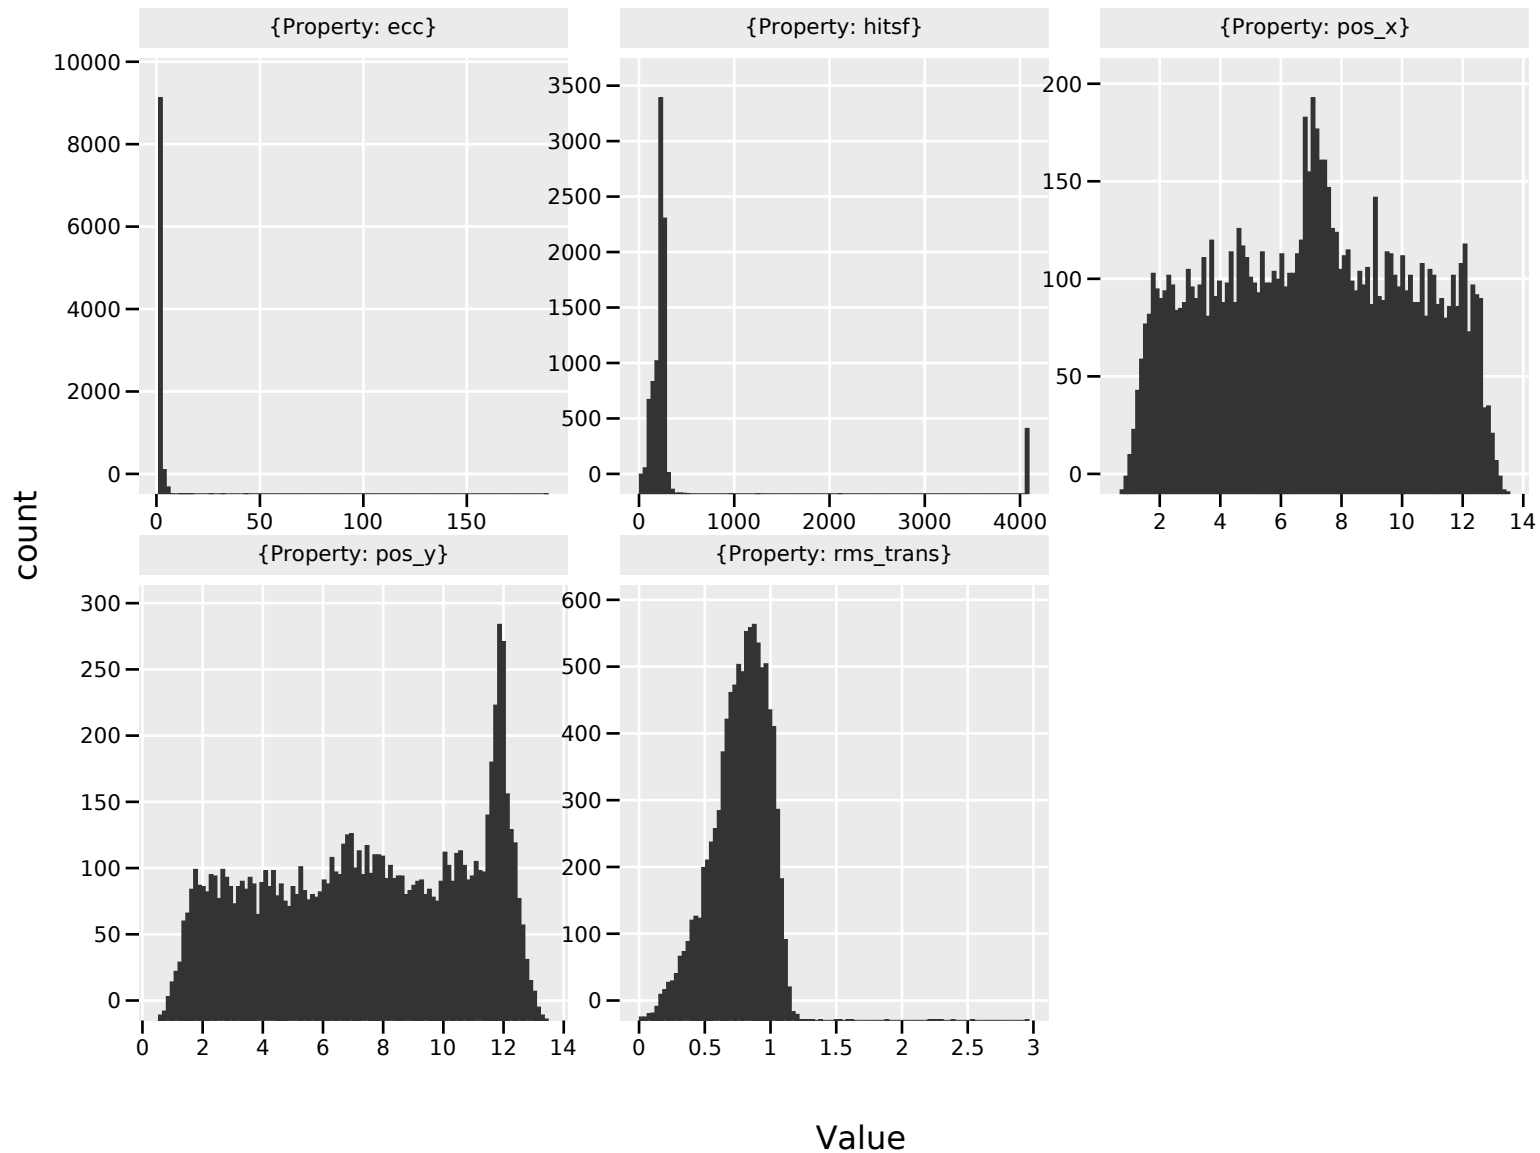 {Property: ecc}
{Property: hitsf}
{Property: pos_x}
10000
8000
6000
4000
2000
0
0 50 100 150
3500
3000
2500
2000
1500
1000
500
0
0 1000 2000 3000 4000
200
150
100
50
0
2 4 6 8 10 12 14
count
{Property: pos_y}
{Property: rms_trans}
300
250
200
150
100
50
0
0 2 4 6 8 10 12 14
600
500
400
300
200
100
0
0 0.5 1 1.5 2 2.5 3
Value